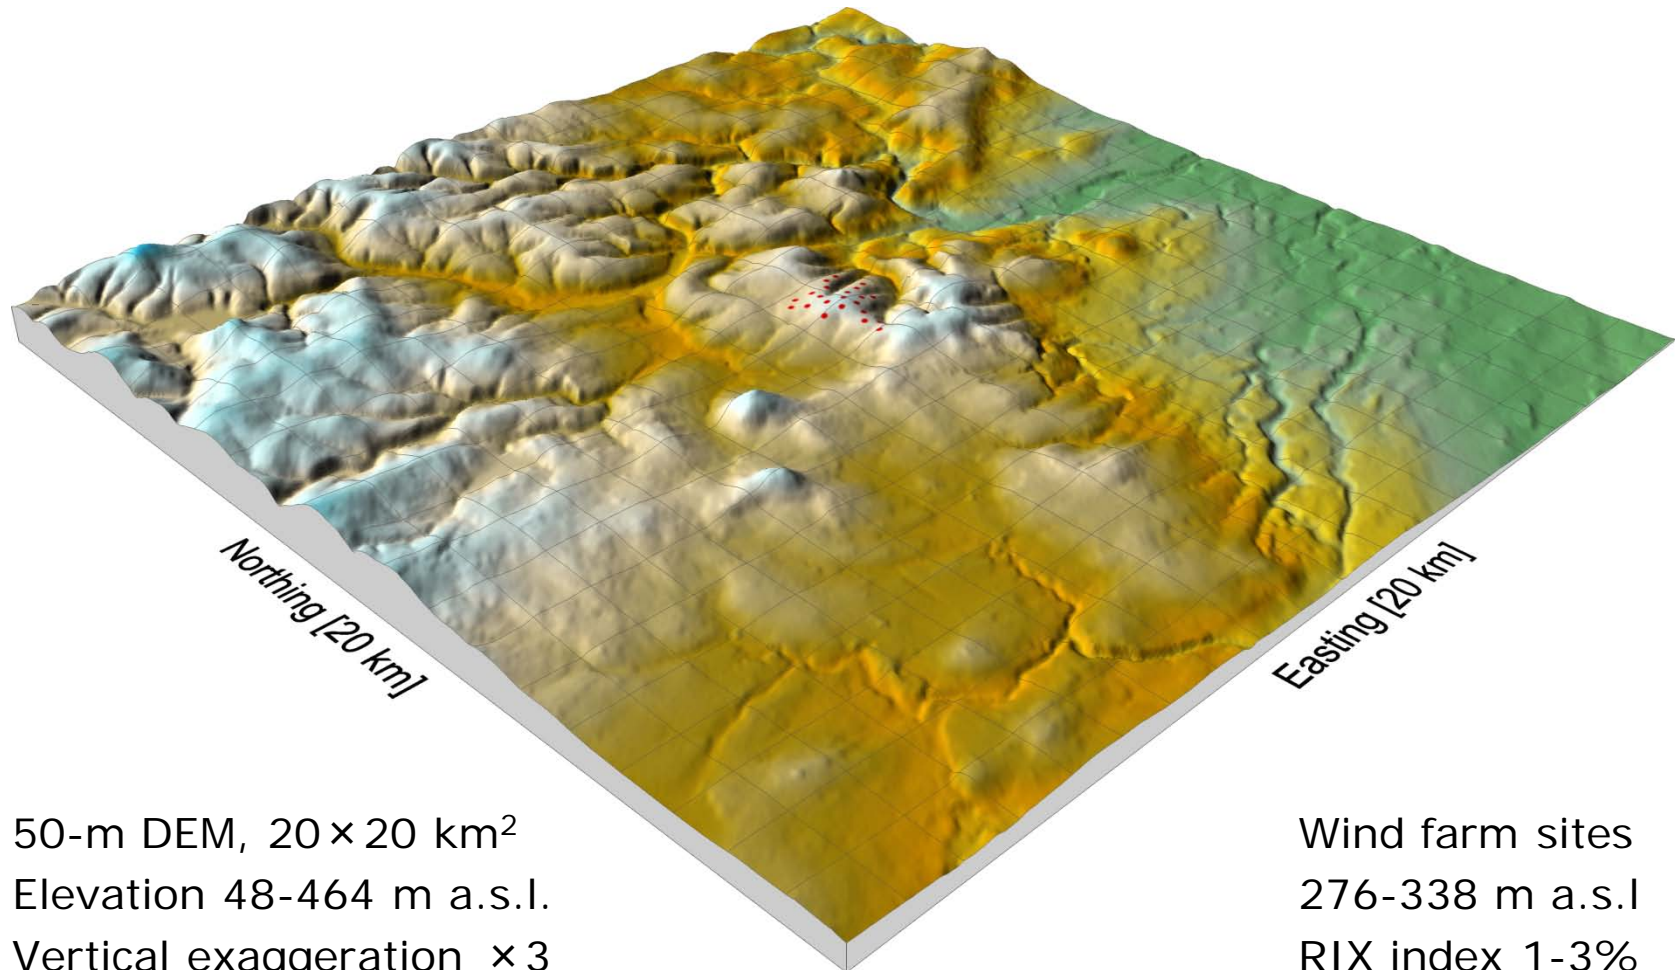 Northing [20 km]
Easting [20 km]
50-m DEM, 20×20 km²
Elevation 48-464 m a.s.l.
Vertical exaggeration ×3
Wind farm sites
276-338 m a.s.l
RIX index 1-3%